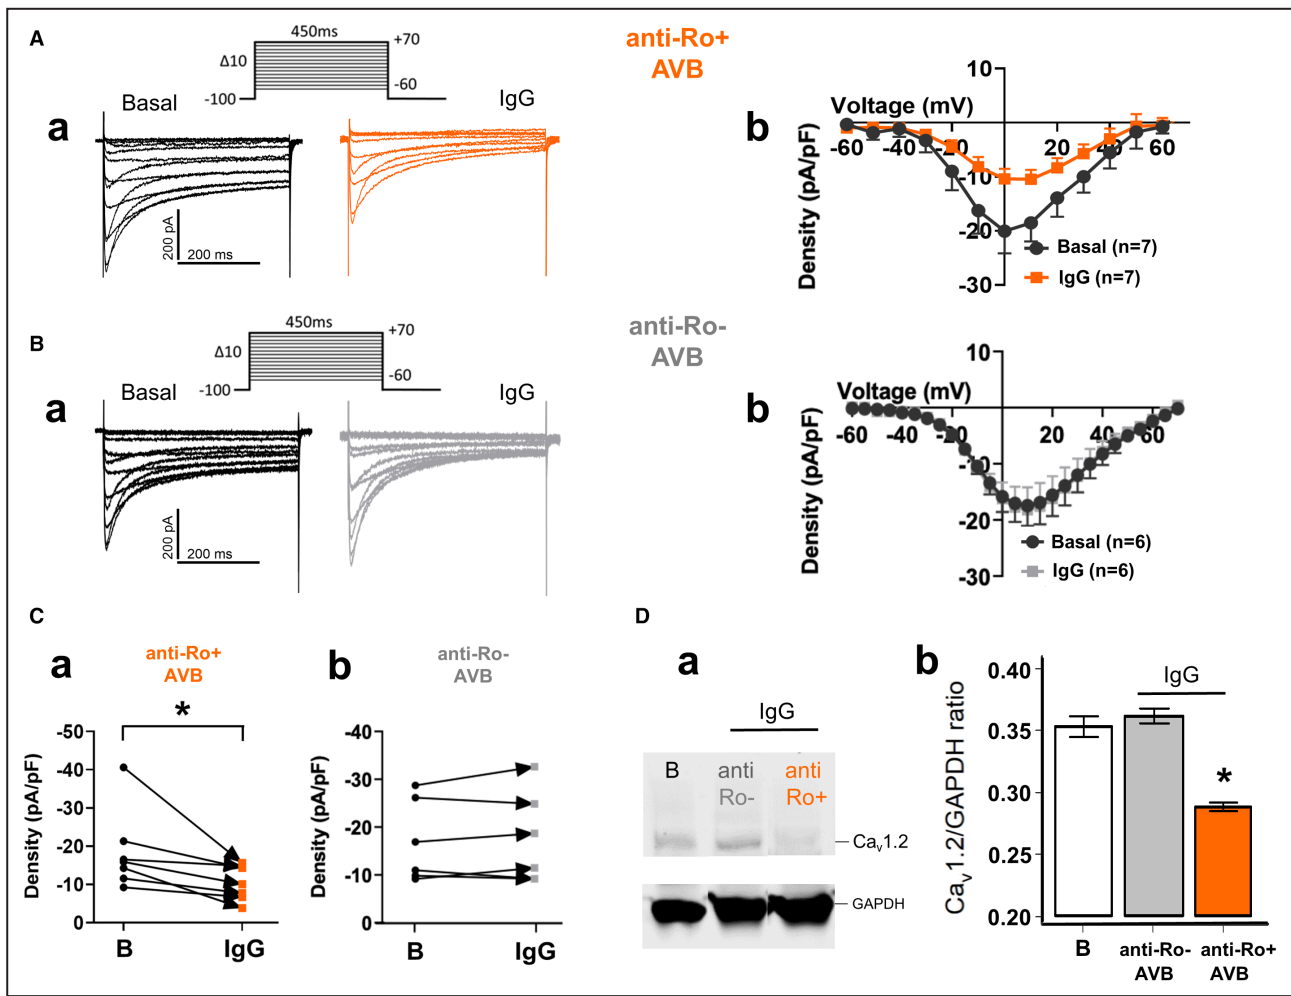 A
450ms
+70
Δ10
-60
-100
Basal
IgG
a
200 pA
200 ms
anti-Ro+
AVB
b
10
Voltage (mV)
-60
-40
-20
20
40
60
-10
-20
-30
Density (pA/pF)
Basal (n=7)
IgG (n=7)
B
450ms
+70
Δ10
-60
-100
Basal
IgG
a
200 pA
200 ms
anti-Ro-
AVB
b
10
Voltage (mV)
-60
-40
-20
20
40
60
-10
-20
-30
Density (pA/pF)
Basal (n=6)
IgG (n=6)
C
a
anti-Ro+
AVB
*
-50
-40
-30
-20
-10
0
Density (pA/pF)
B
IgG
b
anti-Ro-
AVB
-40
-30
-20
-10
0
Density (pA/pF)
B
IgG
D
a
IgG
B
anti
Ro-
anti
Ro+
Cav1.2
GAPDH
b
IgG
0.40
0.35
0.30
0.25
0.20
Cav1.2/GAPDH ratio
*
B
anti-Ro-
AVB
anti-Ro+
AVB